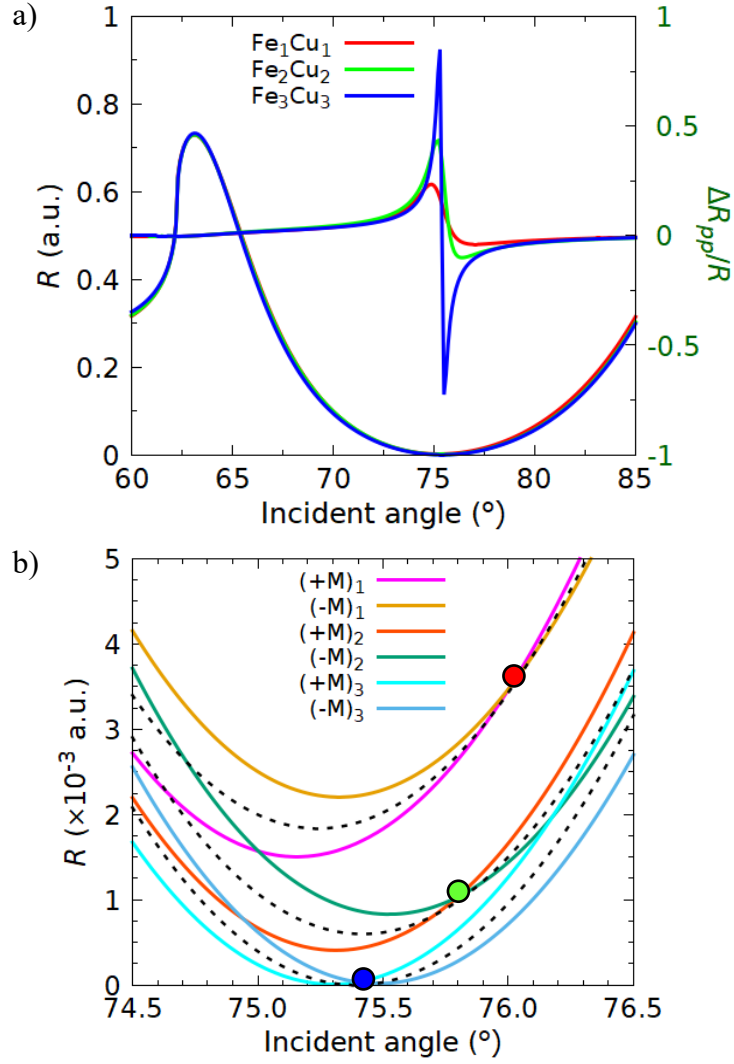 a)
Fe₁Cu₁
Fe₂Cu₂
Fe₃Cu₃
R (a.u.)
ΔRpp/R
1
0.8
0.6
0.4
0.2
0
1
0.5
0
-0.5
-1
60 65 70 75 80 85
Incident angle (°)
b)
(+M)₁
(-M)₁
(+M)₂
(-M)₂
(+M)₃
(-M)₃
R (×10⁻³ a.u.)
5
4
3
2
1
0
74.5 75.0 75.5 76.0 76.5
Incident angle (°)